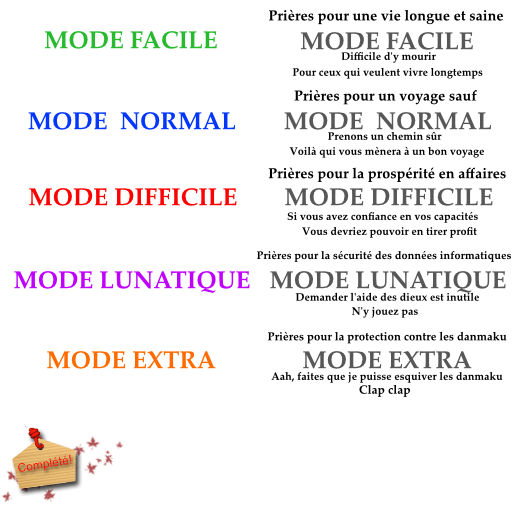 MODE FACILE
Prières pour une vie longue et saine
MODE FACILE
Difficile d'y mourir
Pour ceux qui veulent vivre longtemps
MODE NORMAL
Prières pour un voyage sauf
MODE NORMAL
Prenons un chemin sûr
Voilà qui vous mènera à un bon voyage
MODE DIFFICILE
Prières pour la prospérité en affaires
MODE DIFFICILE
Si vous avez confiance en vos capacités
Vous devriez pouvoir en tirer profit
MODE LUNATIQUE
Prières pour la sécurité des données informatiques
MODE LUNATIQUE
Demander l'aide des dieux est inutile
N'y jouez pas
MODE EXTRA
Prières pour la protection contre les danmaku
MODE EXTRA
Aah, faites que je puisse esquiver les danmaku
Clap clap
Complété!